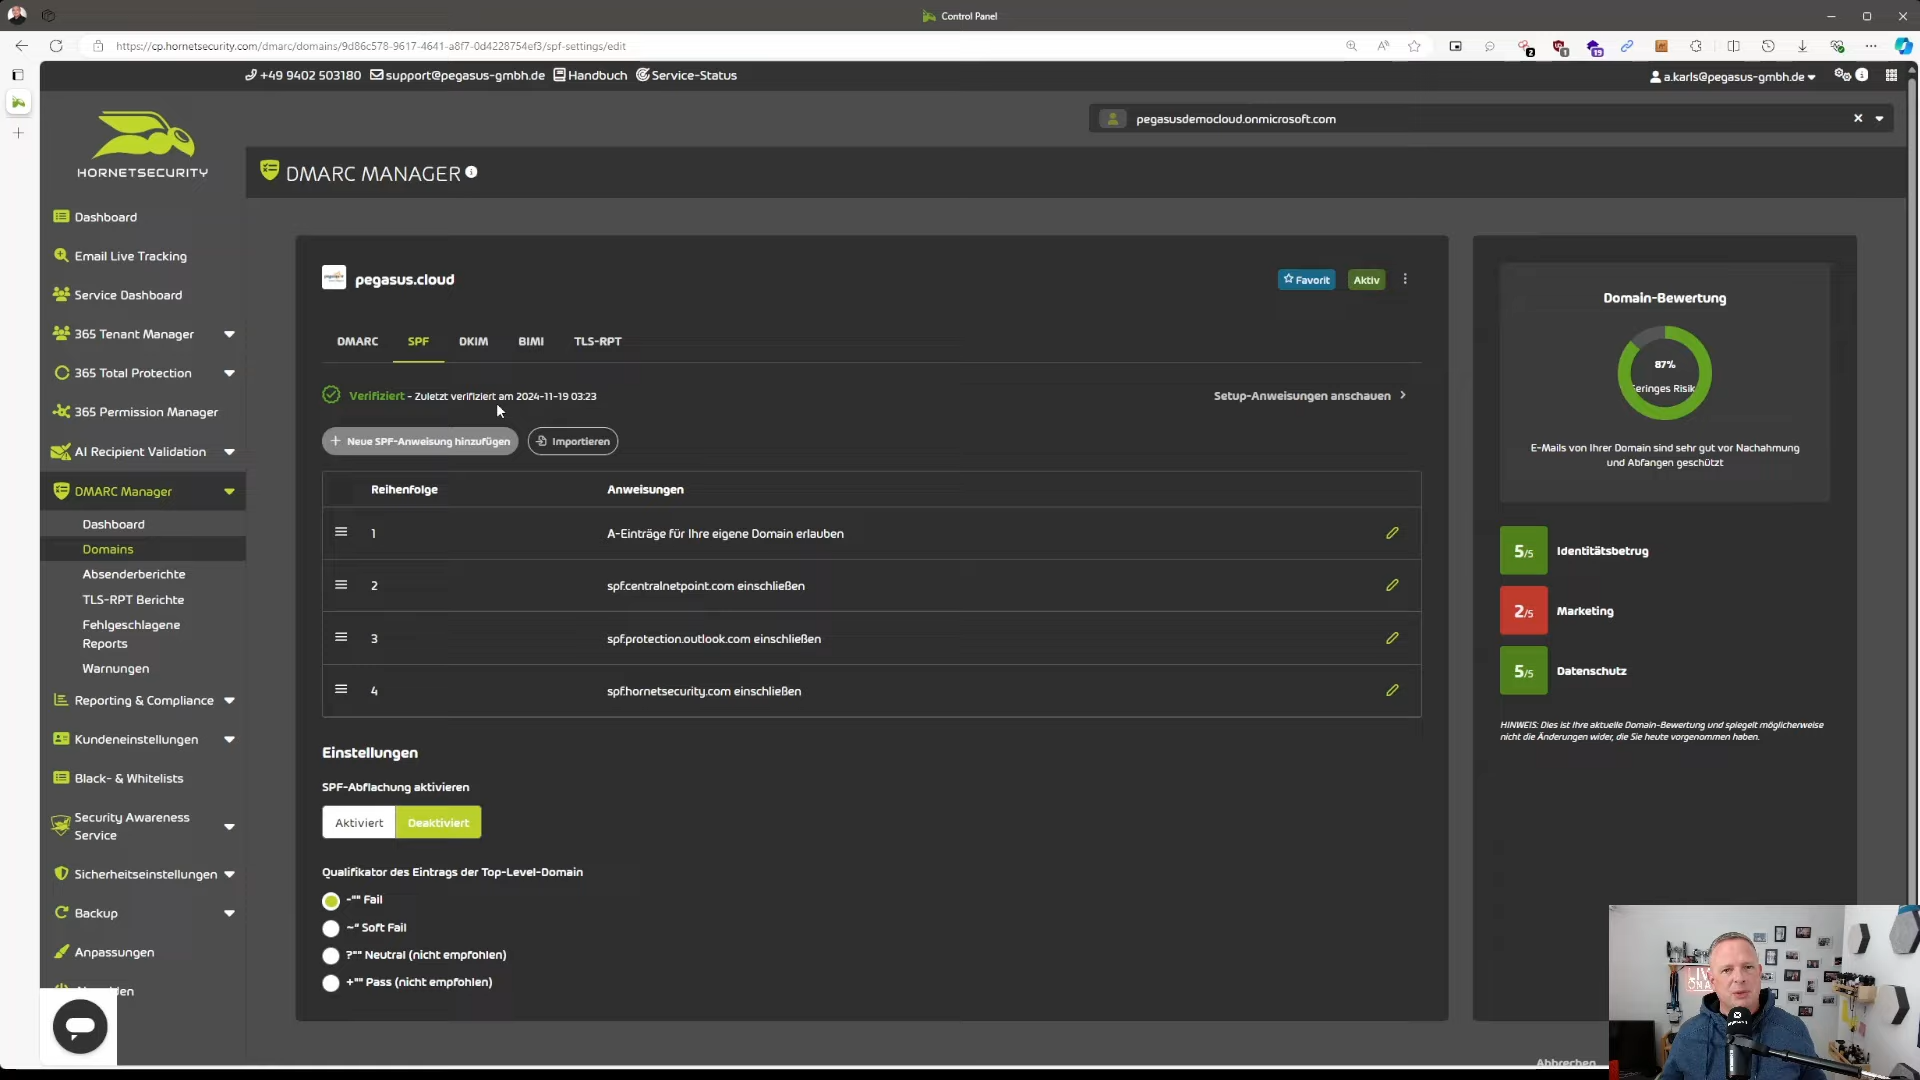 Control Panel
https://cp.hornetsecurity.com/dmarc/domains/9d86c578-9617-4641-a8f7-0d4228754ef3/spf-settings/edit
+49 9402 503180 support@pegasus-gmbh.de Handbuch Service-Status
a.karls@pegasus-gmbh.de
pegasusdemocloud.onmicrosoft.com
HORNETSECURITY
DMARC MANAGER
Dashboard
Email Live Tracking
Service Dashboard
365 Tenant Manager
365 Total Protection
365 Permission Manager
AI Recipient Validation
DMARC Manager
Dashboard
Domains
Absenderberichte
TLS-RPT Berichte
Fehlgeschlagene
Reports
Warnungen
Reporting & Compliance
Kundeneinstellungen
Black- & Whitelists
Security Awareness
Service
Sicherheitseinstellungen
Backup
Anpassungen
pegasus.cloud
Favorit Aktiv
DMARC SPF DKIM BIMI TLS-RPT
Verifiziert - Zuletzt verifiziert am 2024-11-19 03:23
Setup-Anweisungen anschauen
+ Neue SPF-Anweisung hinzufügen Importieren
Reihenfolge Anweisungen
1 A-Einträge für Ihre eigene Domain erlauben
2 spf.centralnetpoint.com einschließen
3 spf.protection.outlook.com einschließen
4 spf.hornetsecurity.com einschließen
Einstellungen
SPF-Abflachung aktivieren
Aktiviert Deaktiviert
Qualifikator des Eintrags der Top-Level-Domain
-"" Fail
~" Soft Fail
?"" Neutral (nicht empfohlen)
+"" Pass (nicht empfohlen)
Domain-Bewertung
87%
Geringes Risik
E-Mails von Ihrer Domain sind sehr gut vor Nachahmung
und Abfangen geschützt
5/5 Identitätsbetrug
2/5 Marketing
5/5 Datenschutz
HINWEIS: Dies ist Ihre aktuelle Domain-Bewertung und spiegelt möglicherweise
nicht die Änderungen wider, die Sie heute vorgenommen haben.
Abbrechen